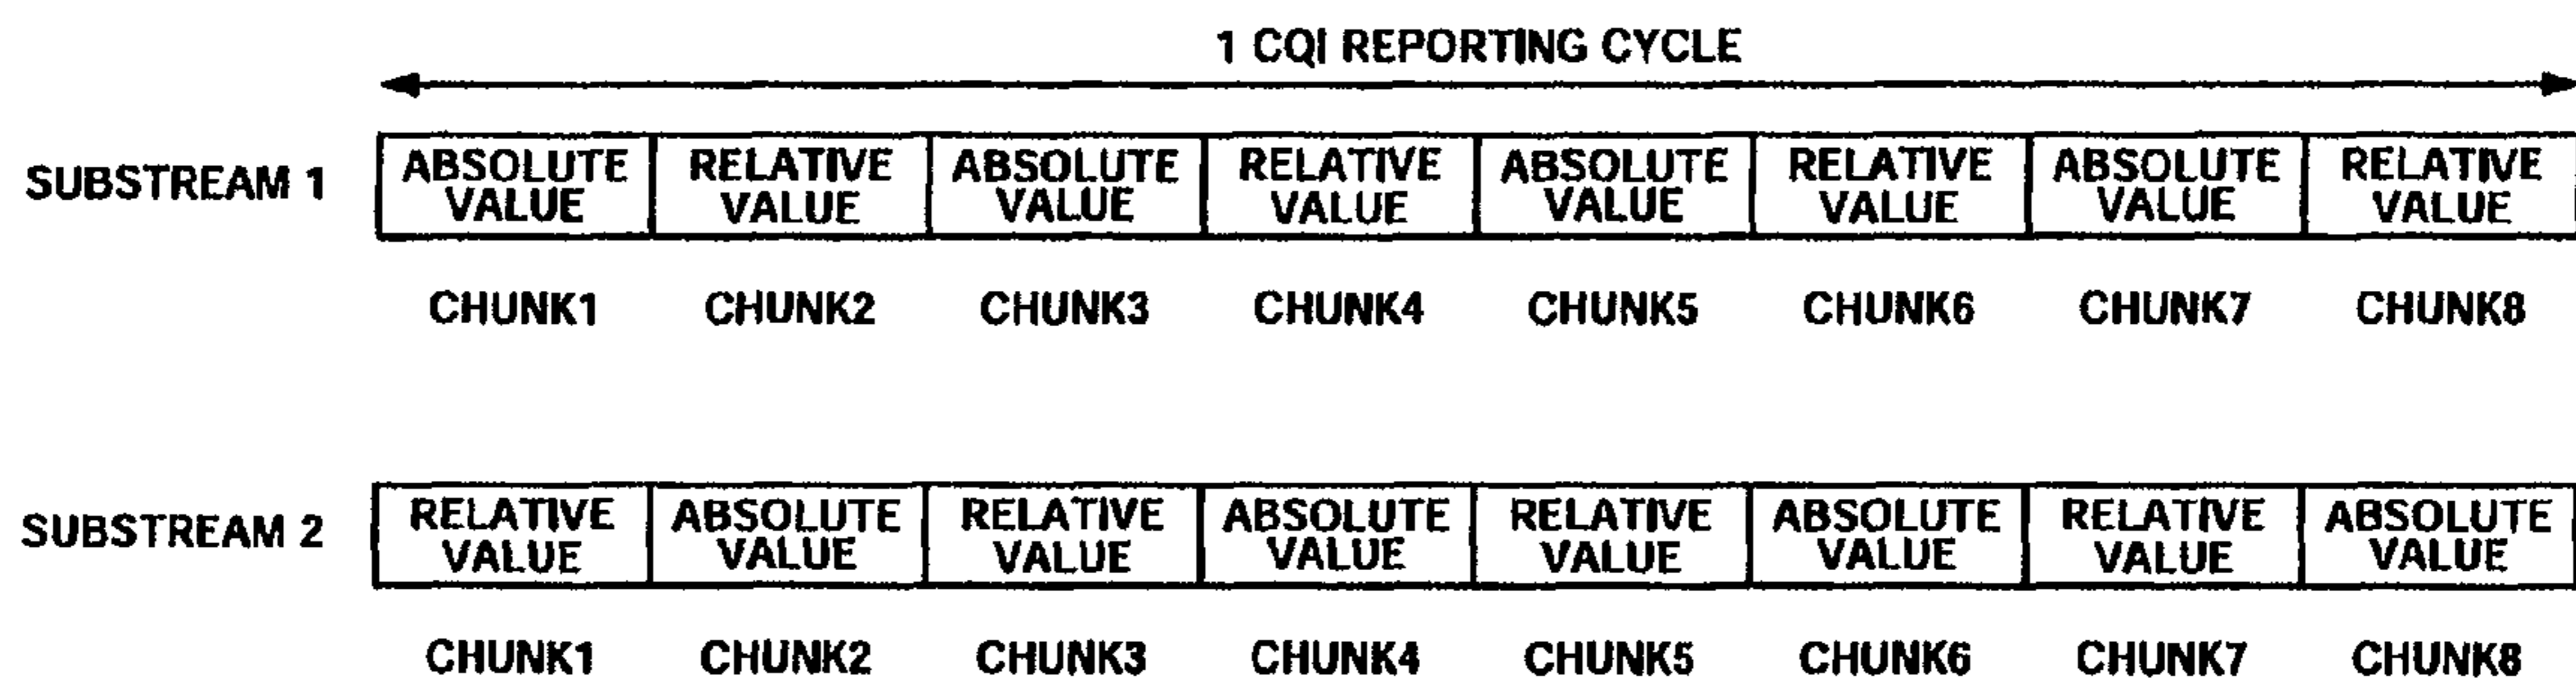 1 CQI REPORTING CYCLE
SUBSTREAM 1
ABSOLUTE VALUE
RELATIVE VALUE
ABSOLUTE VALUE
RELATIVE VALUE
ABSOLUTE VALUE
RELATIVE VALUE
ABSOLUTE VALUE
RELATIVE VALUE
CHUNK1 CHUNK2 CHUNK3 CHUNK4 CHUNK5 CHUNK6 CHUNK7 CHUNK8
SUBSTREAM 2
RELATIVE VALUE
ABSOLUTE VALUE
RELATIVE VALUE
ABSOLUTE VALUE
RELATIVE VALUE
ABSOLUTE VALUE
RELATIVE VALUE
ABSOLUTE VALUE
CHUNK1 CHUNK2 CHUNK3 CHUNK4 CHUNK5 CHUNK6 CHUNK7 CHUNK8